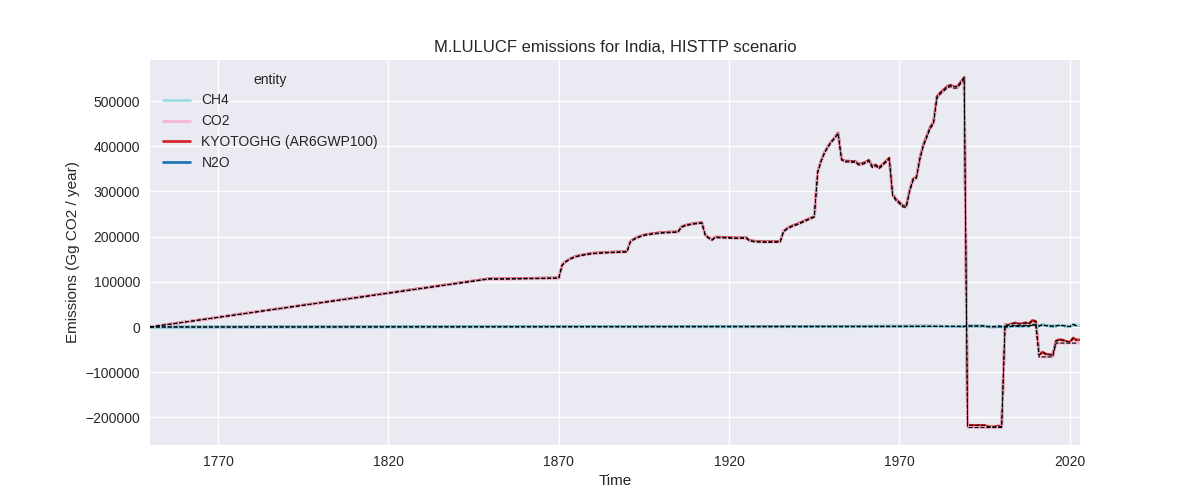 M.LULUCF emissions for India, HISTTP scenario
Emissions (Gg CO2 / year)
500000
400000
300000
200000
100000
0
−100000
−200000
entity
CH4
CO2
KYOTOGHG (AR6GWP100)
N2O
1770 1820 1870 1920 1970 2020
Time